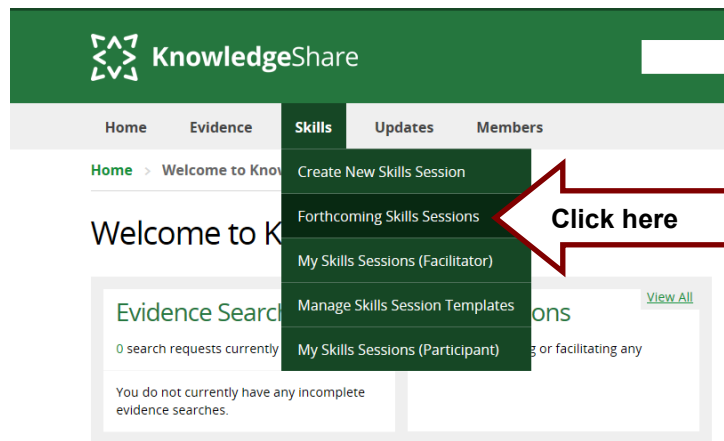 KnowledgeShare
Home Evidence Skills Updates Members
Home > Welcome to Kno
Create New Skills Session
Forthcoming Skills Sessions
Click here
Welcome to K
My Skills Sessions (Facilitator)
Manage Skills Session Templates
My Skills Sessions (Participant)
Evidence Searc
ons
View All
0 search requests currently
g or facilitating any
You do not currently have any incomplete
evidence searches.